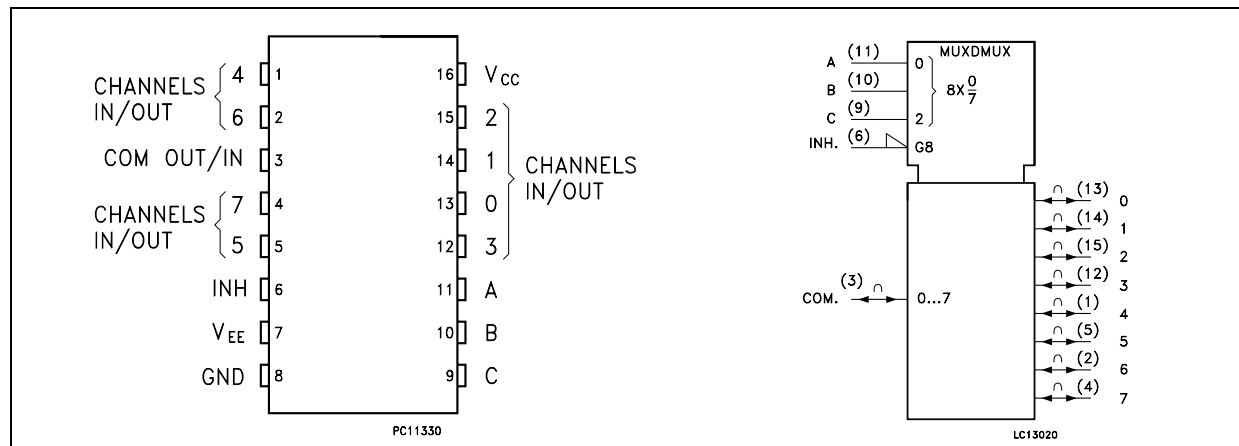 CHANNELS
IN/OUT
4
6
COM OUT/IN
CHANNELS
IN/OUT
7
5
INH
VEE
GND
1
2
3
4
5
6
7
8
16
15
14
13
12
11
10
9
VCC
2
1
0
3
CHANNELS
IN/OUT
A
B
C
PC11330
MUXDMUX
A (11) 0
B (10)
C (9) 2
8X 0/7
INH. (6) G8
COM. (3) ∩ 0...7
∩ (13) 0
∩ (14) 1
∩ (15) 2
∩ (12) 3
∩ (1) 4
∩ (5) 5
∩ (2) 6
∩ (4) 7
LC13020